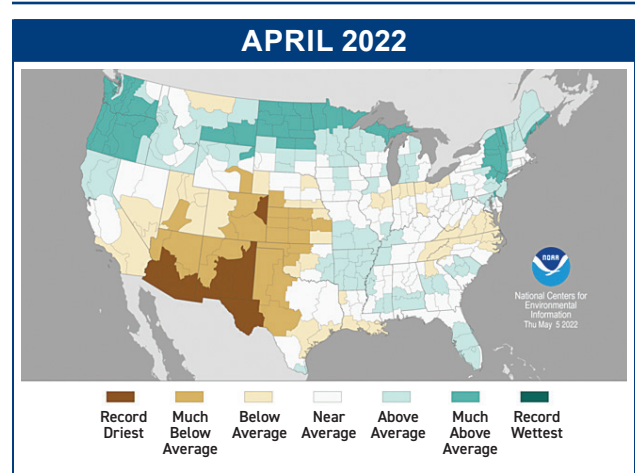 APRIL 2022
NOAA
National Centers for
Environmental
Information
Thu May 5 2022
Record
Driest
Much
Below
Average
Below
Average
Near
Average
Above
Average
Much
Above
Average
Record
Wettest